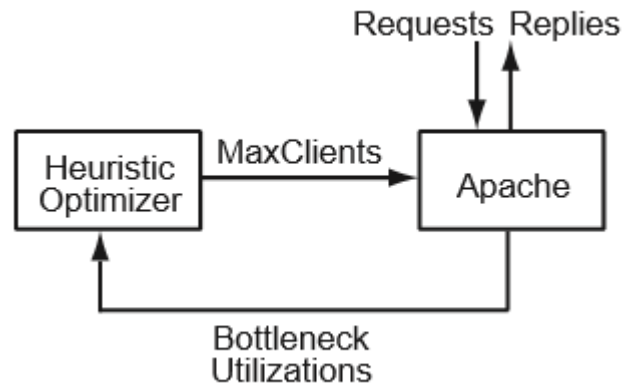 Requests Replies
MaxClients
Heuristic
Optimizer
Apache
Bottleneck
Utilizations